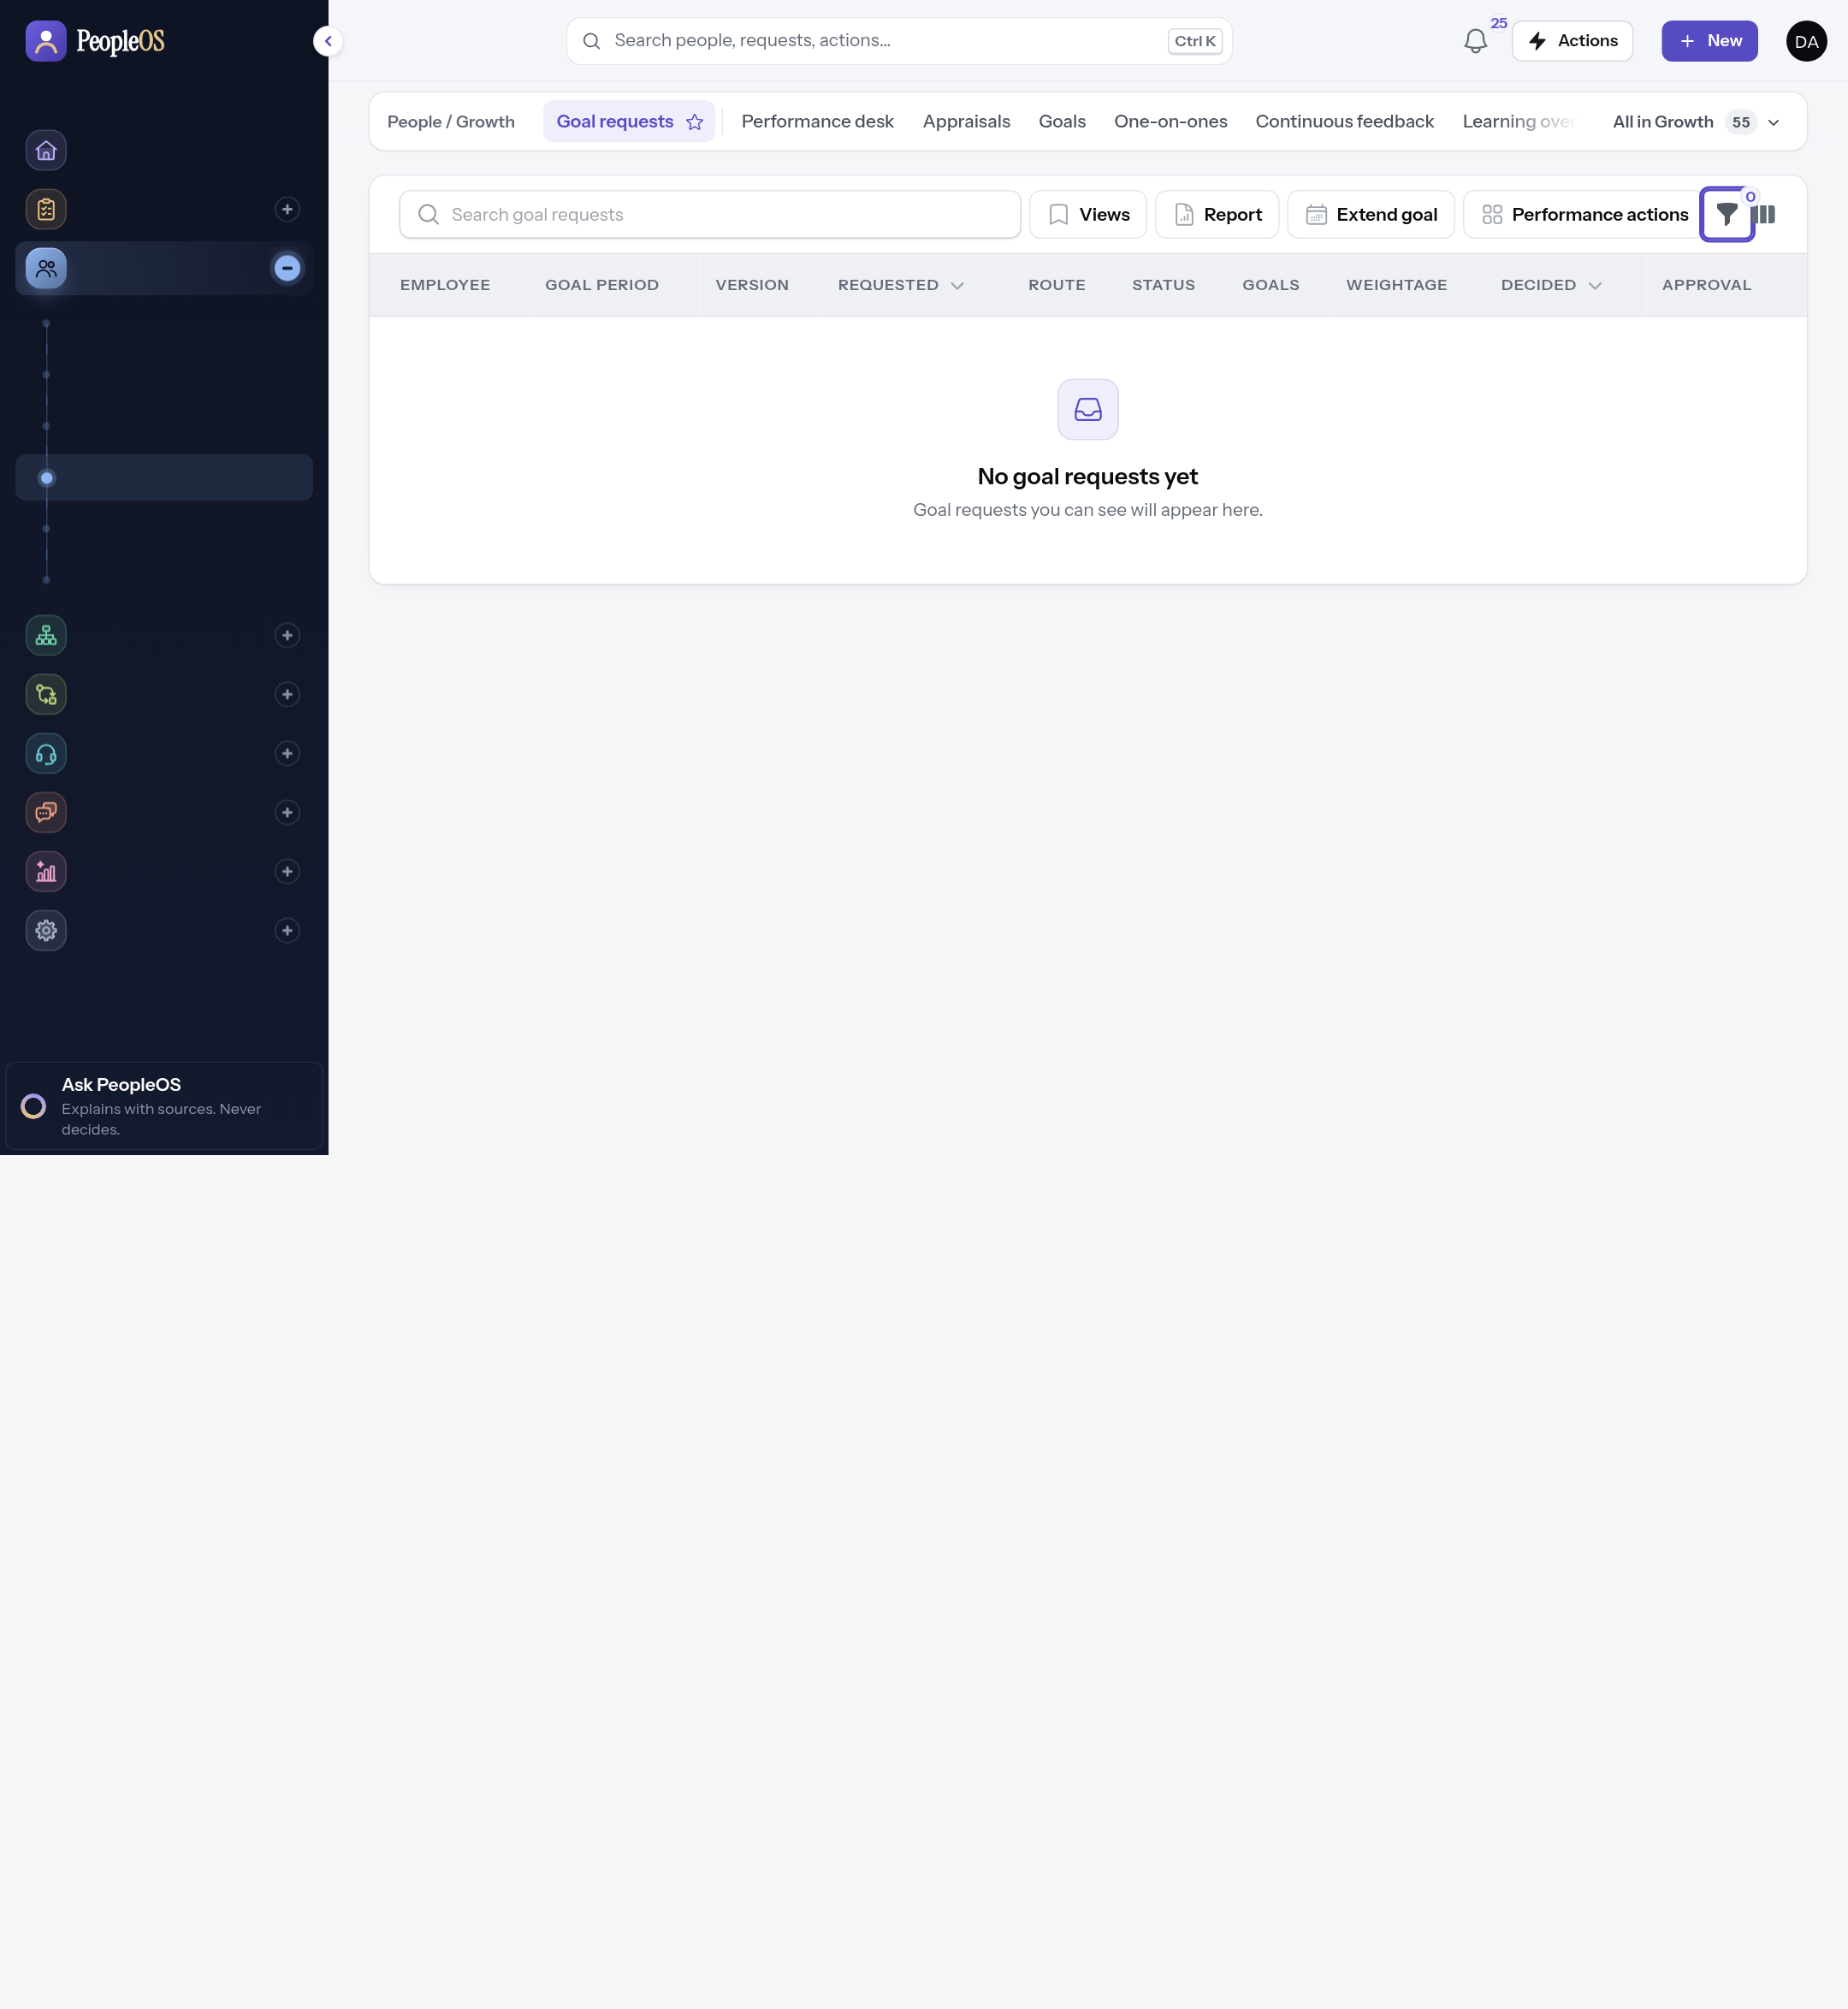 PeopleOS
Search people, requests, actions... Ctrl K
25
Actions
New
DA
People / Growth Goal requests Performance desk Appraisals Goals One-on-ones Continuous feedback Learning over All in Growth 55
Search goal requests Views Report Extend goal Performance actions 0
EMPLOYEE GOAL PERIOD VERSION REQUESTED ROUTE STATUS GOALS WEIGHTAGE DECIDED APPROVAL
No goal requests yet
Goal requests you can see will appear here.
Ask PeopleOS
Explains with sources. Never
decides.